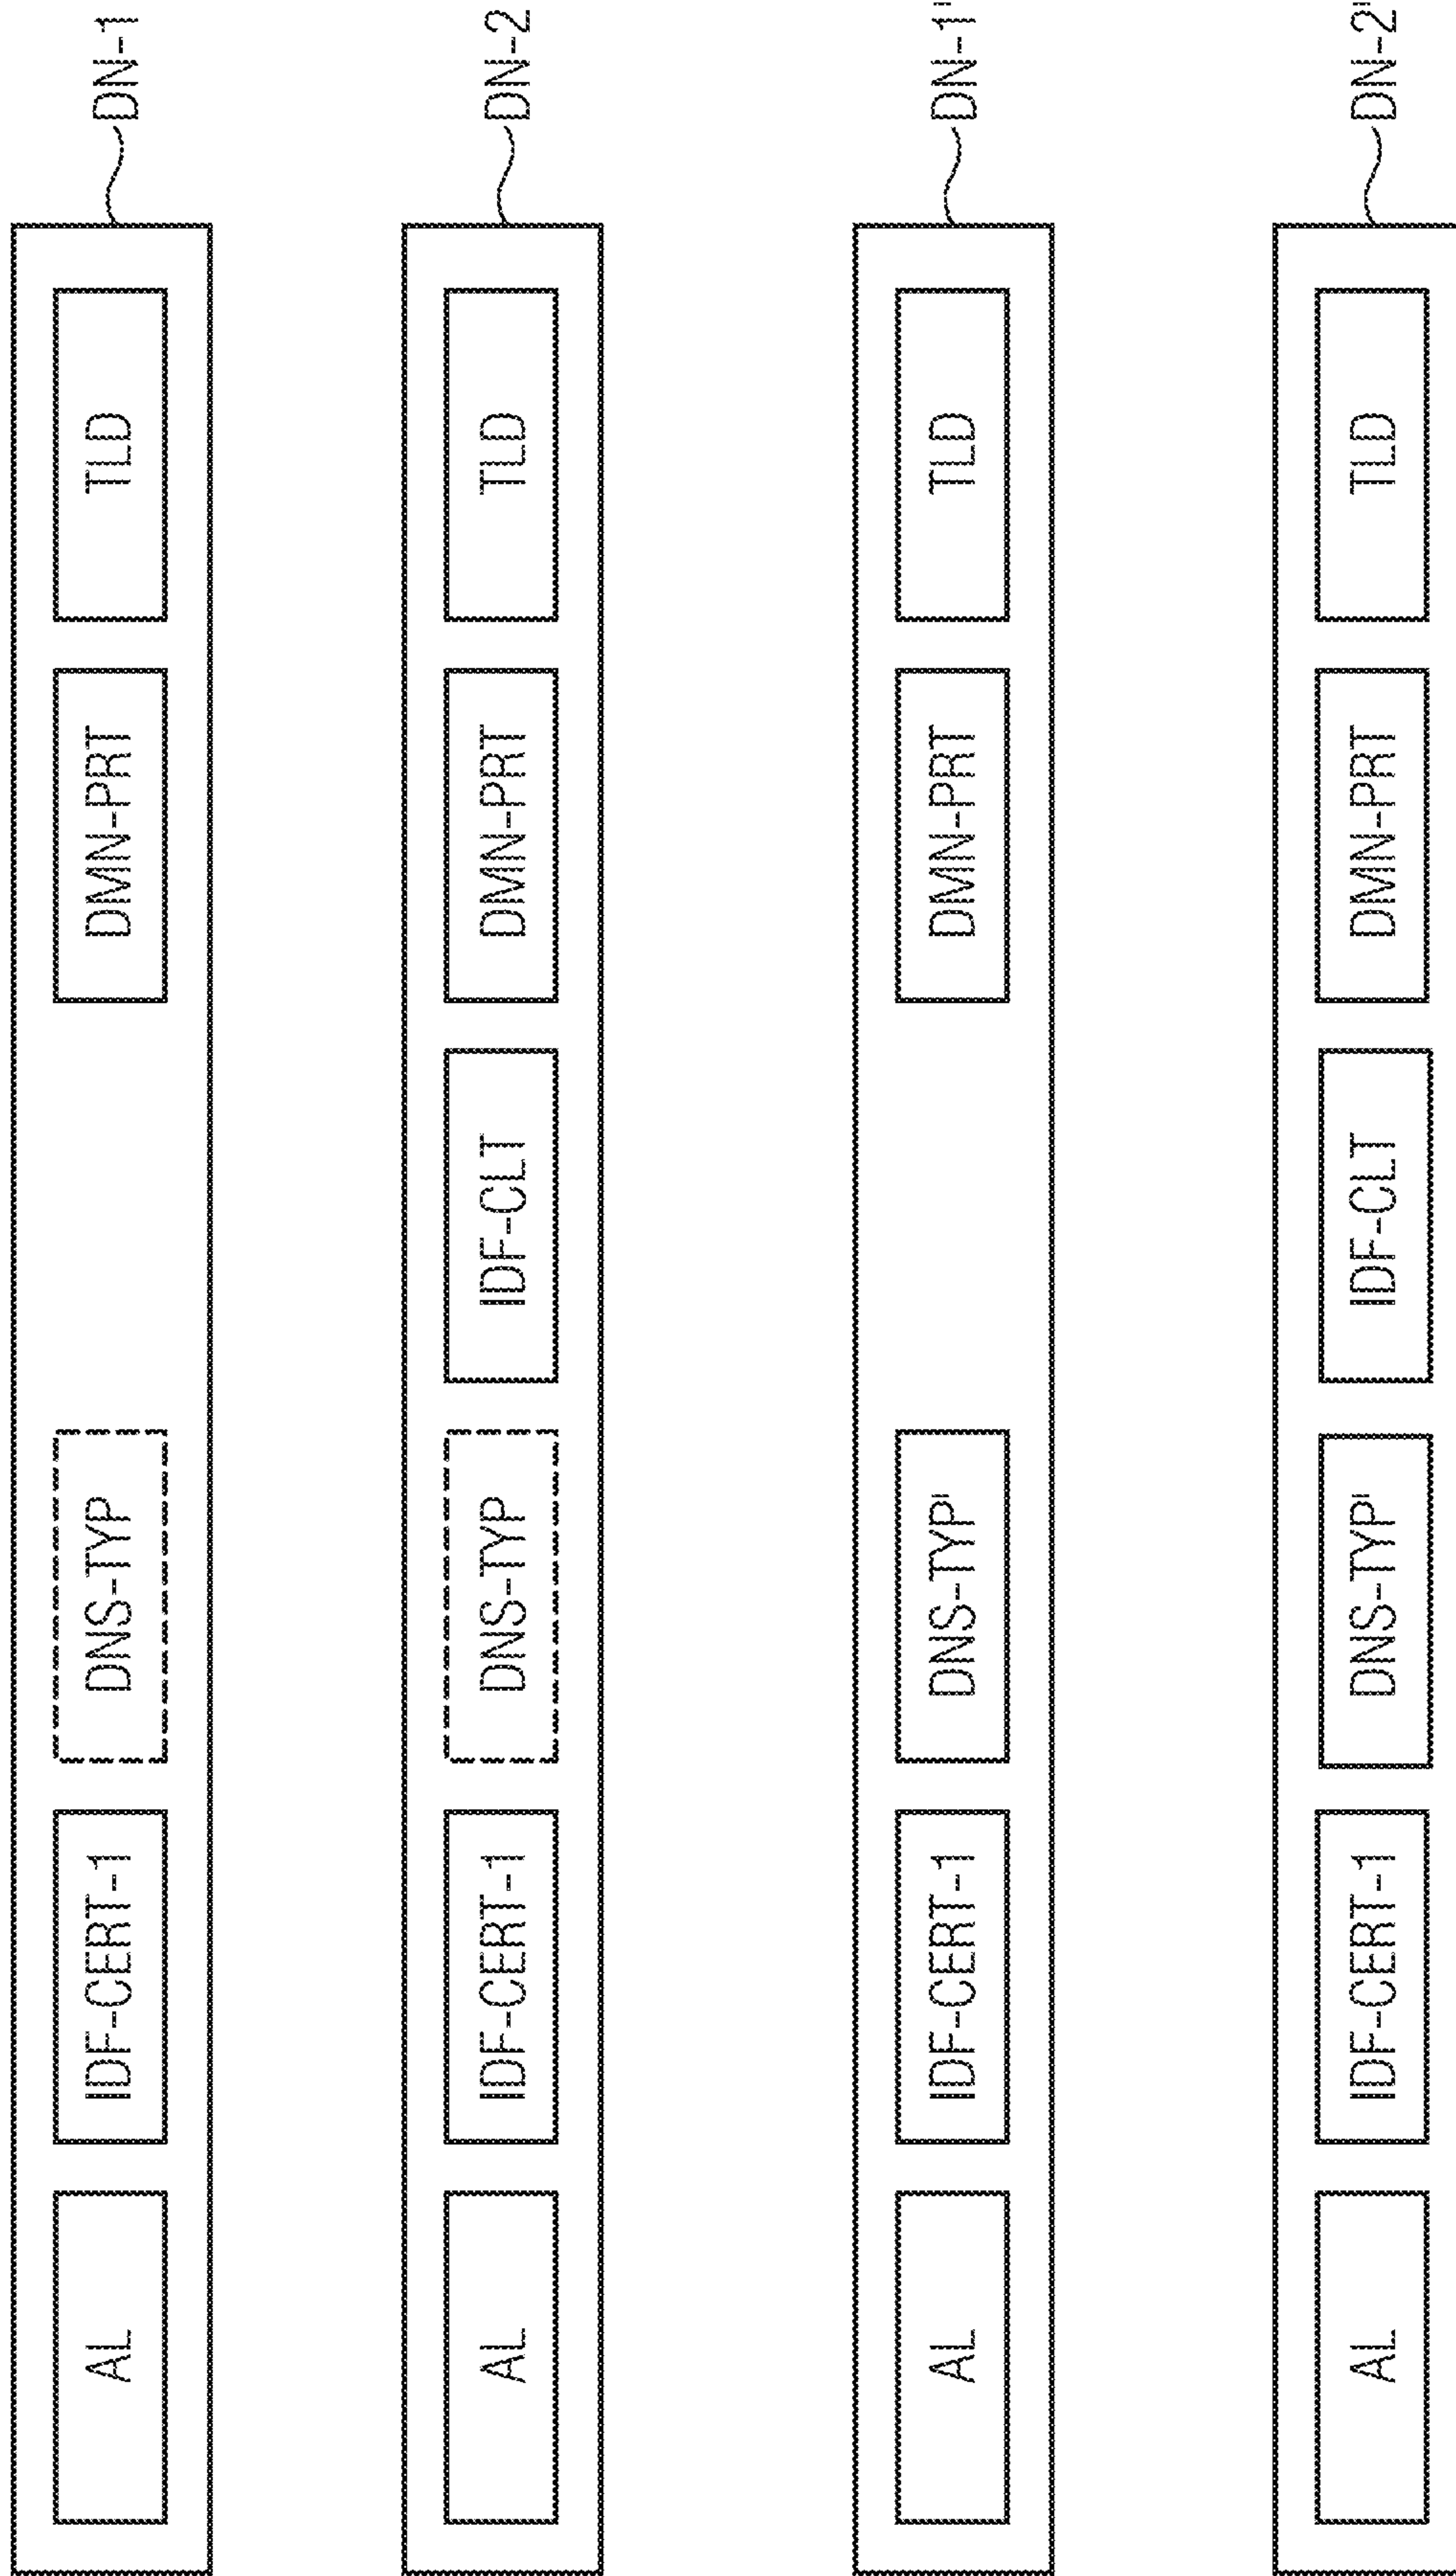 AL IDF-CERT-1 DNS-TYP DMN-PRT TLD DN-1
AL IDF-CERT-1 DNS-TYP IDF-CLT DMN-PRT TLD DN-2
AL IDF-CERT-1 DNS-TYP' DMN-PRT TLD DN-1'
AL IDF-CERT-1 DNS-TYP' IDF-CLT DMN-PRT TLD DN-2'